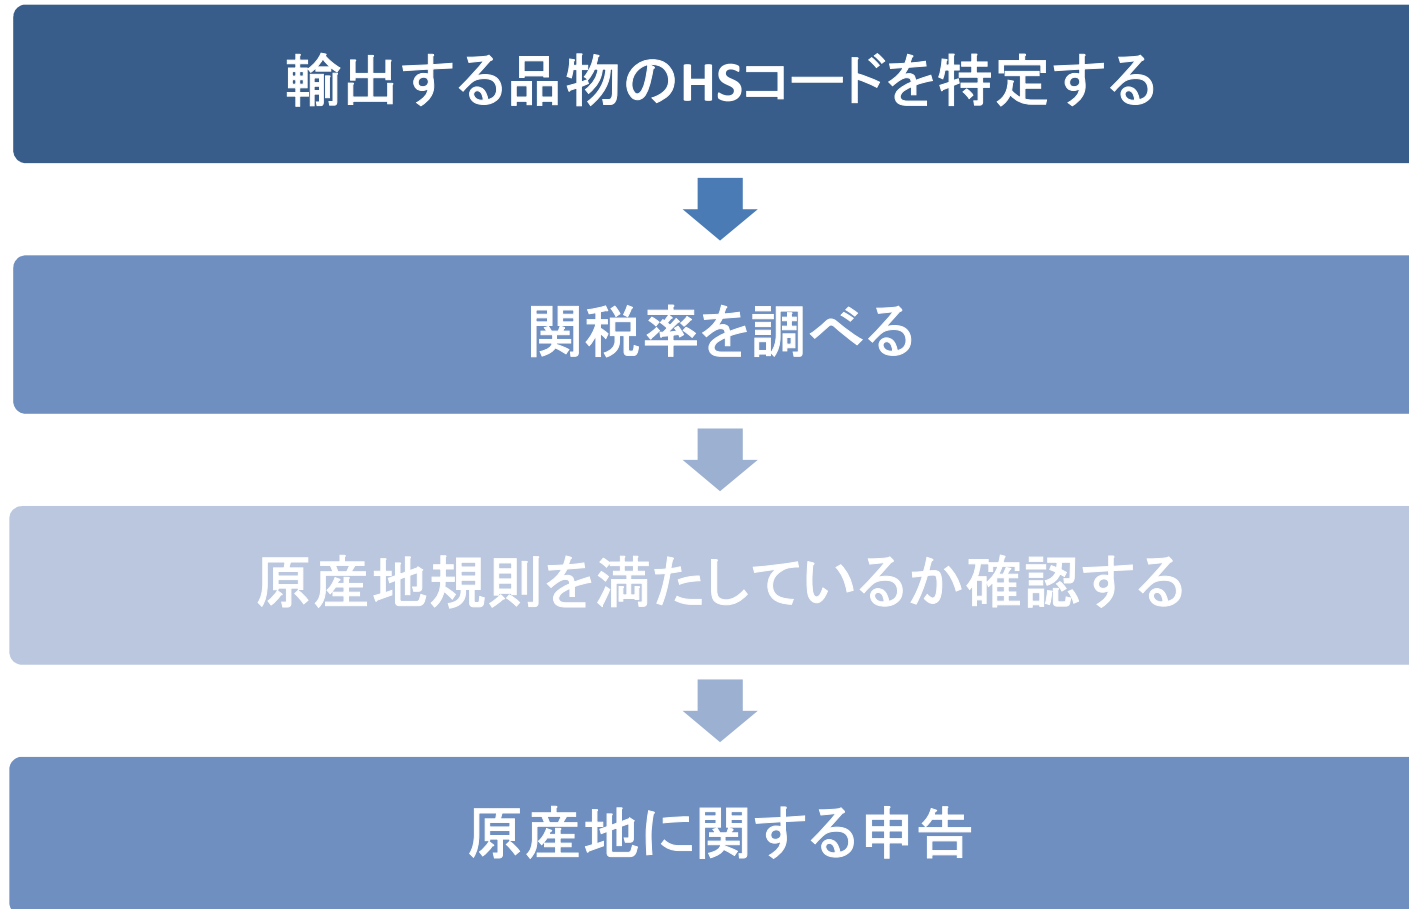 輸出する品物のHSコードを特定する
関税率を調べる
原産地規則を満たしているか確認する
原産地に関する申告